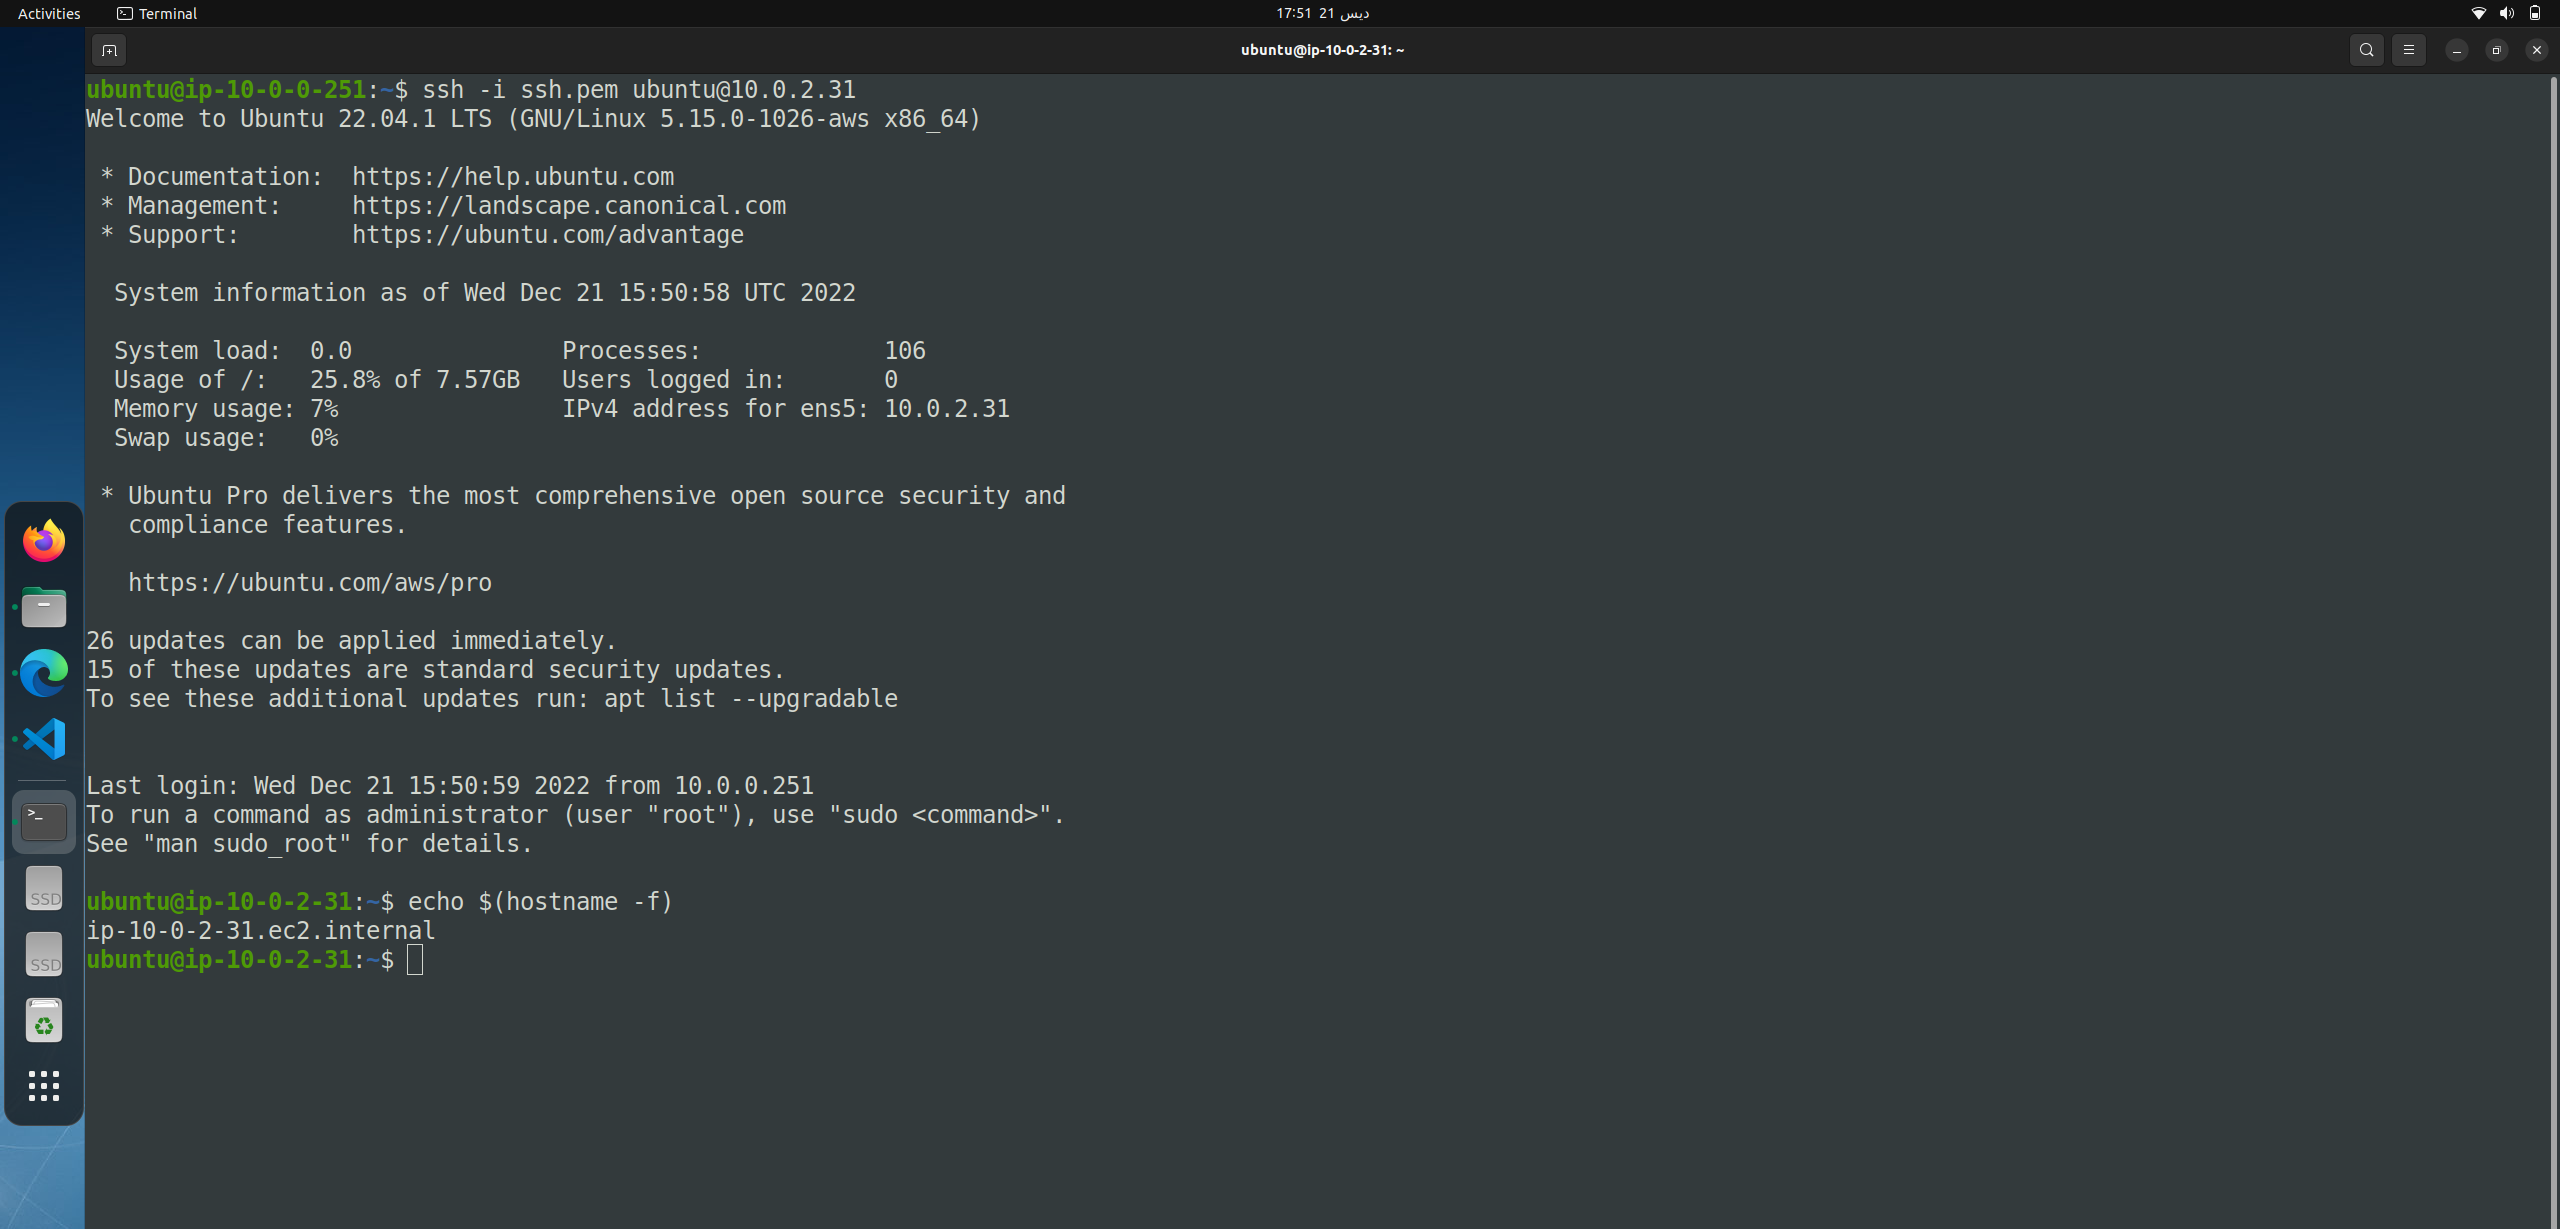 Activities
Terminal
17:51  21 ديس
ubuntu@ip-10-0-2-31: ~
ubuntu@ip-10-0-0-251:~$ ssh -i ssh.pem ubuntu@10.0.2.31
Welcome to Ubuntu 22.04.1 LTS (GNU/Linux 5.15.0-1026-aws x86_64)

 * Documentation:  https://help.ubuntu.com
 * Management:     https://landscape.canonical.com
 * Support:        https://ubuntu.com/advantage

  System information as of Wed Dec 21 15:50:58 UTC 2022

  System load:  0.0               Processes:             106
  Usage of /:   25.8% of 7.57GB   Users logged in:       0
  Memory usage: 7%                IPv4 address for ens5: 10.0.2.31
  Swap usage:   0%

 * Ubuntu Pro delivers the most comprehensive open source security and
   compliance features.

   https://ubuntu.com/aws/pro

26 updates can be applied immediately.
15 of these updates are standard security updates.
To see these additional updates run: apt list --upgradable

Last login: Wed Dec 21 15:50:59 2022 from 10.0.0.251
To run a command as administrator (user "root"), use "sudo <command>".
See "man sudo_root" for details.

ubuntu@ip-10-0-2-31:~$ echo $(hostname -f)
ip-10-0-2-31.ec2.internal
ubuntu@ip-10-0-2-31:~$
SSD
SSD